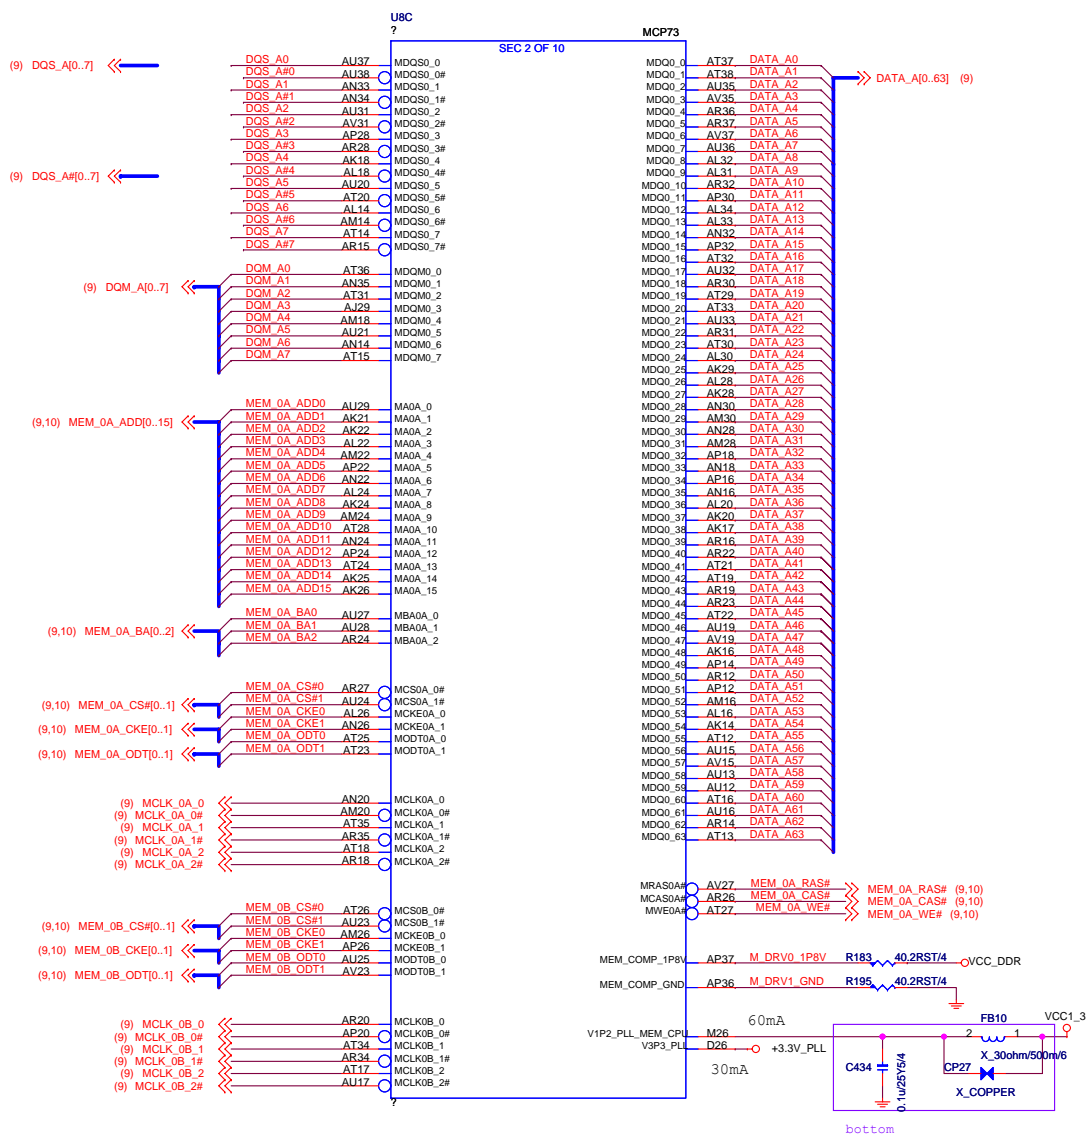 U8C
?
MCP73
SEC 2 OF 10
(9) DQS_A[0..7]
DQS_A0 AU37 MDQS0_0
DQS_A#0 AU38 MDQS0_0#
DQS_A1 AN33 MDQS0_1
DQS_A#1 AN34 MDQS0_1#
DQS_A2 AU31 MDQS0_2
DQS_A#2 AV31 MDQS0_2#
DQS_A3 AP28 MDQS0_3
DQS_A#3 AR28 MDQS0_3#
DQS_A4 AK18 MDQS0_4
(9) DQS_A#[0..7]
DQS_A#4 AL18 MDQS0_4#
DQS_A5 AU20 MDQS0_5
DQS_A#5 AT20 MDQS0_5#
DQS_A6 AL14 MDQS0_6
DQS_A#6 AM14 MDQS0_6#
DQS_A7 AT14 MDQS0_7
DQS_A#7 AR15 MDQS0_7#
(9) DQM_A[0..7]
DQM_A0 AT36 MDQM0_0
DQM_A1 AN35 MDQM0_1
DQM_A2 AT31 MDQM0_2
DQM_A3 AJ29 MDQM0_3
DQM_A4 AM18 MDQM0_4
DQM_A5 AU21 MDQM0_5
DQM_A6 AN14 MDQM0_6
DQM_A7 AT15 MDQM0_7
(9,10) MEM_0A_ADD[0..15]
MEM_0A_ADD0 AU29 MA0A_0
MEM_0A_ADD1 AK21 MA0A_1
MEM_0A_ADD2 AK22 MA0A_2
MEM_0A_ADD3 AL22 MA0A_3
MEM_0A_ADD4 AM22 MA0A_4
MEM_0A_ADD5 AP22 MA0A_5
MEM_0A_ADD6 AN22 MA0A_6
MEM_0A_ADD7 AL24 MA0A_7
MEM_0A_ADD8 AK24 MA0A_8
MEM_0A_ADD9 AM24 MA0A_9
MEM_0A_ADD10 AT28 MA0A_10
MEM_0A_ADD11 AN24 MA0A_11
MEM_0A_ADD12 AP24 MA0A_12
MEM_0A_ADD13 AT24 MA0A_13
MEM_0A_ADD14 AK25 MA0A_14
MEM_0A_ADD15 AK26 MA0A_15
(9,10) MEM_0A_BA[0..2]
MEM_0A_BA0 AU27 MBA0A_0
MEM_0A_BA1 AU28 MBA0A_1
MEM_0A_BA2 AR24 MBA0A_2
MEM_0A_CS#0 AR27 MCS0A_0#
(9,10) MEM_0A_CS#[0..1]
MEM_0A_CS#1 AU24 MCS0A_1#
MEM_0A_CKE0 AL26 MCKE0A_0
(9,10) MEM_0A_CKE[0..1]
MEM_0A_CKE1 AN26 MCKE0A_1
MEM_0A_ODT0 AT25 MODT0A_0
(9,10) MEM_0A_ODT[0..1]
MEM_0A_ODT1 AT23 MODT0A_1
(9) MCLK_0A_0 AN20 MCLK0A_0
(9) MCLK_0A_0# AM20 MCLK0A_0#
(9) MCLK_0A_1 AT35 MCLK0A_1
(9) MCLK_0A_1# AR35 MCLK0A_1#
(9) MCLK_0A_2 AT18 MCLK0A_2
(9) MCLK_0A_2# AR18 MCLK0A_2#
MEM_0B_CS#0 AT26 MCS0B_0#
(9,10) MEM_0B_CS#[0..1]
MEM_0B_CS#1 AU23 MCS0B_1#
MEM_0B_CKE0 AM26 MCKE0B_0
(9,10) MEM_0B_CKE[0..1]
MEM_0B_CKE1 AP26 MCKE0B_1
MEM_0B_ODT0 AU25 MODT0B_0
(9,10) MEM_0B_ODT[0..1]
MEM_0B_ODT1 AV23 MODT0B_1
(9) MCLK_0B_0 AR20 MCLK0B_0
(9) MCLK_0B_0# AP20 MCLK0B_0#
(9) MCLK_0B_1 AT34 MCLK0B_1
(9) MCLK_0B_1# AR34 MCLK0B_1#
(9) MCLK_0B_2 AT17 MCLK0B_2
(9) MCLK_0B_2# AU17 MCLK0B_2#
?
MDQ0_0 AT37 DATA_A0
MDQ0_1 AT38 DATA_A1
DATA_A[0..63] (9)
MDQ0_2 AU35 DATA_A2
MDQ0_3 AV35 DATA_A3
MDQ0_4 AR36 DATA_A4
MDQ0_5 AR37 DATA_A5
MDQ0_6 AV37 DATA_A6
MDQ0_7 AU36 DATA_A7
MDQ0_8 AL32 DATA_A8
MDQ0_9 AL31 DATA_A9
MDQ0_10 AR32 DATA_A10
MDQ0_11 AP30 DATA_A11
MDQ0_12 AL34 DATA_A12
MDQ0_13 AL33 DATA_A13
MDQ0_14 AN32 DATA_A14
MDQ0_15 AP32 DATA_A15
MDQ0_16 AT32 DATA_A16
MDQ0_17 AU32 DATA_A17
MDQ0_18 AR30 DATA_A18
MDQ0_19 AT29 DATA_A19
MDQ0_20 AT33 DATA_A20
MDQ0_21 AU33 DATA_A21
MDQ0_22 AR31 DATA_A22
MDQ0_23 AT30 DATA_A23
MDQ0_24 AL30 DATA_A24
MDQ0_25 AK29 DATA_A25
MDQ0_26 AL28 DATA_A26
MDQ0_27 AK28 DATA_A27
MDQ0_28 AN30 DATA_A28
MDQ0_29 AM30 DATA_A29
MDQ0_30 AN28 DATA_A30
MDQ0_31 AM28 DATA_A31
MDQ0_32 AP18 DATA_A32
MDQ0_33 AN18 DATA_A33
MDQ0_34 AP16 DATA_A34
MDQ0_35 AN16 DATA_A35
MDQ0_36 AL20 DATA_A36
MDQ0_37 AK20 DATA_A37
MDQ0_38 AK17 DATA_A38
MDQ0_39 AR16 DATA_A39
MDQ0_40 AR22 DATA_A40
MDQ0_41 AT21 DATA_A41
MDQ0_42 AT19 DATA_A42
MDQ0_43 AR19 DATA_A43
MDQ0_44 AR23 DATA_A44
MDQ0_45 AT22 DATA_A45
MDQ0_46 AU19 DATA_A46
MDQ0_47 AV19 DATA_A47
MDQ0_48 AK16 DATA_A48
MDQ0_49 AP14 DATA_A49
MDQ0_50 AR12 DATA_A50
MDQ0_51 AP12 DATA_A51
MDQ0_52 AM16 DATA_A52
MDQ0_53 AL16 DATA_A53
MDQ0_54 AK14 DATA_A54
MDQ0_55 AT12 DATA_A55
MDQ0_56 AU15 DATA_A56
MDQ0_57 AV15 DATA_A57
MDQ0_58 AU13 DATA_A58
MDQ0_59 AU12 DATA_A59
MDQ0_60 AT16 DATA_A60
MDQ0_61 AU16 DATA_A61
MDQ0_62 AR14 DATA_A62
MDQ0_63 AT13 DATA_A63
MRAS0A# AV27 MEM_0A_RAS# MEM_0A_RAS# (9,10)
MCAS0A# AR26 MEM_0A_CAS# MEM_0A_CAS# (9,10)
MWE0A# AT27 MEM_0A_WE# MEM_0A_WE# (9,10)
MEM_COMP_1P8V AP37 M_DRV0_1P8V R183 40.2RST/4 VCC_DDR
MEM_COMP_GND AP36 M_DRV1_GND R195 40.2RST/4
60mA
V1P2_PLL_MEM_CPU M26
V3P3_PLL D26 +3.3V_PLL
30mA
FB10 VCC1_3
2 1
X_30ohm/500m/6
C434
0.1u/25Y5/4
CP27
X_COPPER
bottom